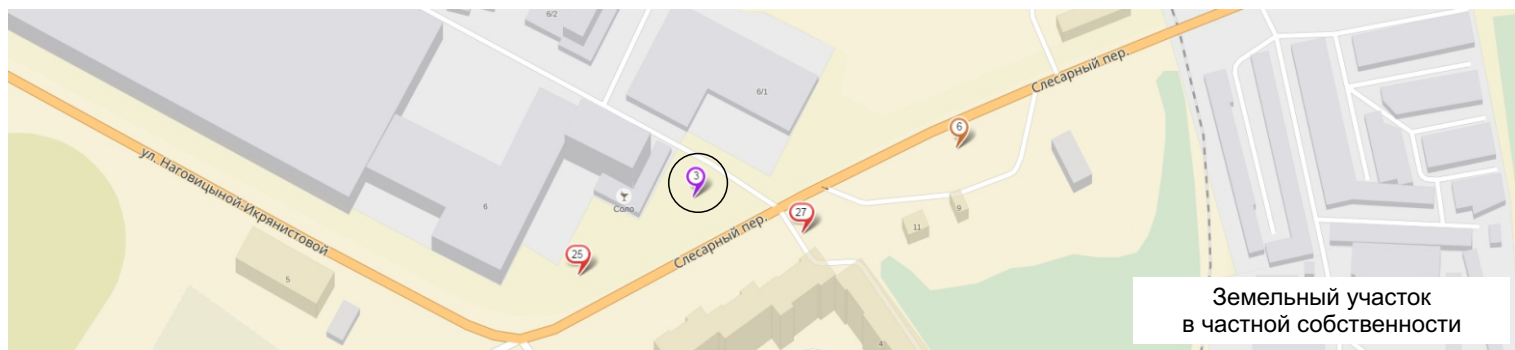 6/2
6/1
Слесарный пер.
6
ул. Наговицыной-Икрянистовой
3
6
Соло
27
9
11
Слесарный пер.
25
5
4
Земельный участок
в частной собственности